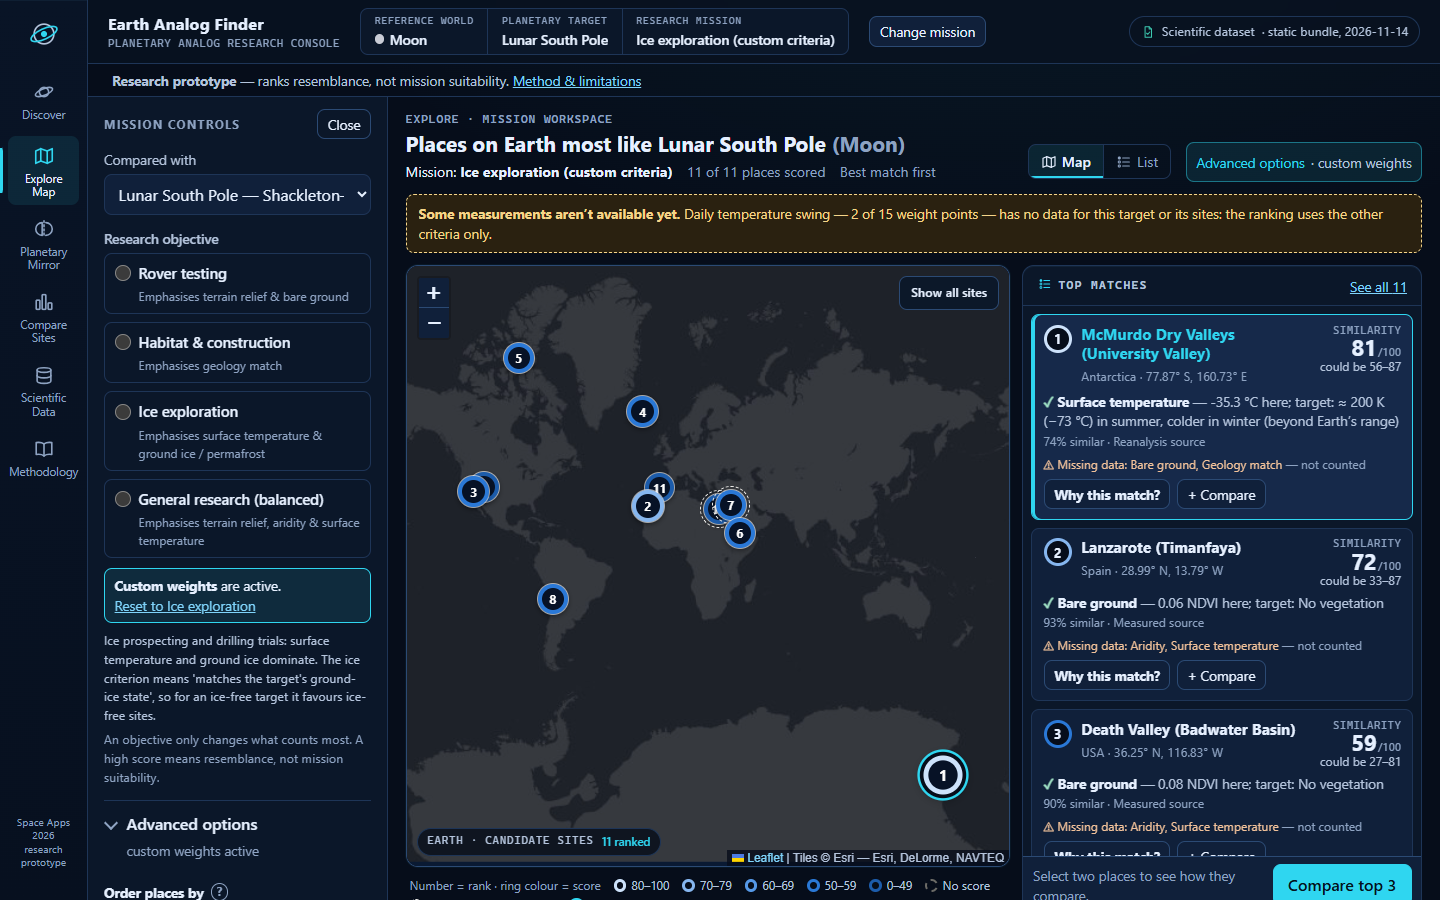 Earth Analog Finder
PLANETARY ANALOG RESEARCH CONSOLE
REFERENCE WORLD
Moon
PLANETARY TARGET
Lunar South Pole
RESEARCH MISSION
Ice exploration (custom criteria)
Change mission
Scientific dataset · static bundle, 2026-11-14
Research prototype — ranks resemblance, not mission suitability. Method & limitations
Discover
Explore
Map
Planetary
Mirror
Compare
Sites
Scientific
Data
Methodology
Space Apps
2026
research
prototype
MISSION CONTROLS
Close
Compared with
Lunar South Pole — Shackleton-
Research objective
Rover testing
Emphasises terrain relief & bare ground
Habitat & construction
Emphasises geology match
Ice exploration
Emphasises surface temperature &
ground ice / permafrost
General research (balanced)
Emphasises terrain relief, aridity & surface
temperature
Custom weights are active.
Reset to Ice exploration
Ice prospecting and drilling trials: surface
temperature and ground ice dominate. The ice
criterion means 'matches the target's ground-
ice state', so for an ice-free target it favours ice-
free sites.
An objective only changes what counts most. A
high score means resemblance, not mission
suitability.
Advanced options
custom weights active
Order places by ?
EXPLORE · MISSION WORKSPACE
Places on Earth most like Lunar South Pole (Moon)
Mission: Ice exploration (custom criteria) 11 of 11 places scored Best match first
Map
List
Advanced options · custom weights
Some measurements aren't available yet. Daily temperature swing — 2 of 15 weight points — has no data for this target or its sites: the ranking uses the other
criteria only.
+
−
Show all sites
5
4
3
11
2
7
6
8
1
EARTH · CANDIDATE SITES 11 ranked
Leaflet | Tiles © Esri — Esri, DeLorme, NAVTEQ
Number = rank · ring colour = score 80–100 70–79 60–69 50–59 0–49 No score
TOP MATCHES
See all 11
1
McMurdo Dry Valleys
(University Valley)
Antarctica · 77.87° S, 160.73° E
SIMILARITY
81/100
could be 56–87
✓ Surface temperature — -35.3 °C here; target: ≈ 200 K
(−73 °C) in summer, colder in winter (beyond Earth's range)
74% similar · Reanalysis source
⚠ Missing data: Bare ground, Geology match — not counted
Why this match?
+ Compare
2
Lanzarote (Timanfaya)
Spain · 28.99° N, 13.79° W
SIMILARITY
72/100
could be 33–87
✓ Bare ground — 0.06 NDVI here; target: No vegetation
93% similar · Measured source
⚠ Missing data: Aridity, Surface temperature — not counted
Why this match?
+ Compare
3
Death Valley (Badwater Basin)
USA · 36.25° N, 116.83° W
SIMILARITY
59/100
could be 27–81
✓ Bare ground — 0.08 NDVI here; target: No vegetation
90% similar · Measured source
⚠ Missing data: Aridity, Surface temperature — not counted
Why this match?
+ Compare
Select two places to see how they
compare.
Compare top 3